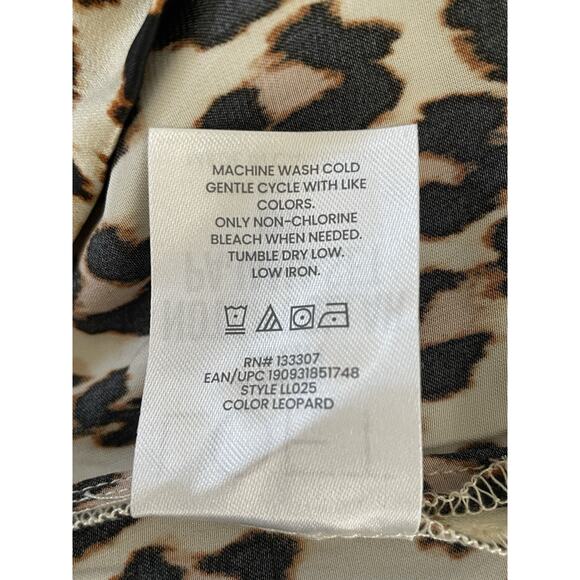 MACHINE WASH COLD
GENTLE CYCLE WITH LIKE
COLORS.
ONLY NON-CHLORINE
BLEACH WHEN NEEDED.
TUMBLE DRY LOW.
LOW IRON.
RN# 133307
EAN/UPC 190931851748
STYLE LL025
COLOR LEOPARD